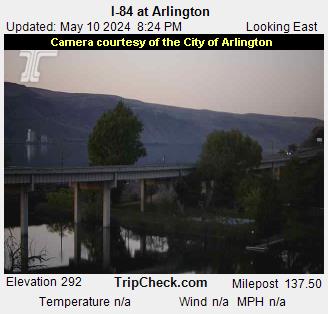 I-84 at Arlington
Updated: May 10 2024 8:24 PM Looking East
Camera courtesy of the City of Arlington
Elevation 292 TripCheck.com Milepost 137.50
Temperature n/a Wind n/a MPH n/a